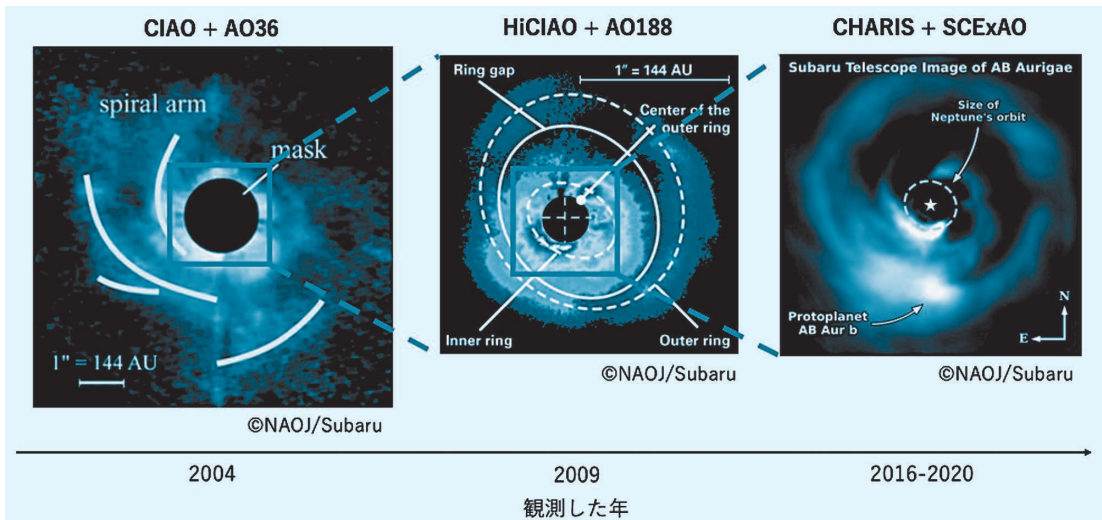 CIAO + AO36
HiCIAO + AO188
CHARIS + SCExAO
spiral arm
mask
1" = 144 AU
©NAOJ/Subaru
Ring gap
1" = 144 AU
Center of the
outer ring
Inner ring
Outer ring
©NAOJ/Subaru
Subaru Telescope Image of AB Aurigae
Size of
Neptune's orbit
Protoplanet
AB Aur b
N
E
©NAOJ/Subaru
2004
2009
2016-2020
観測した年